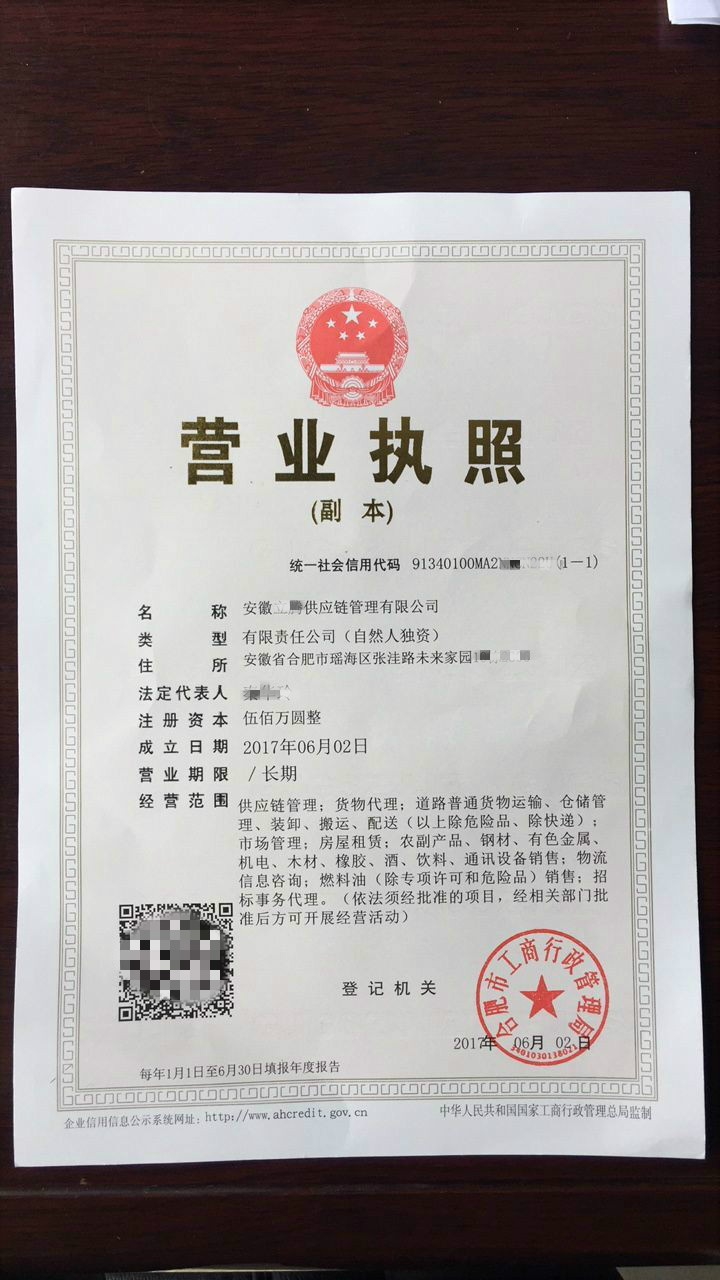 营业执照
(副 本)
统一社会信用代码 91340100MA2 (1-1)
名 称 安徽 供应链管理有限公司
类 型 有限责任公司（自然人独资）
住 所 安徽省合肥市瑶海区张洼路未来家园
法定代表人
注册资本 伍佰万圆整
成立日期 2017年06月02日
营业期限 / 长期
经营范围 供应链管理；货物代理；道路普通货物运输、仓储管
理、装卸、搬运、配送（以上除危险品、除快递）；
市场管理；房屋租赁；农副产品、钢材、有色金属、
机电、木材、橡胶、酒、饮料、通讯设备销售；物流
信息咨询；燃料油（除专项许可和危险品）销售；招
标事务代理。（依法须经批准的项目，经相关部门批
准后方可开展经营活动）
登记机关
合肥市工商行政管理局
3401030138021
2017年 06月 02日
每年1月1日至6月30日填报年度报告
企业信用信息公示系统网址：http://www.ahcredit.gov.cn
中华人民共和国国家工商行政管理总局监制